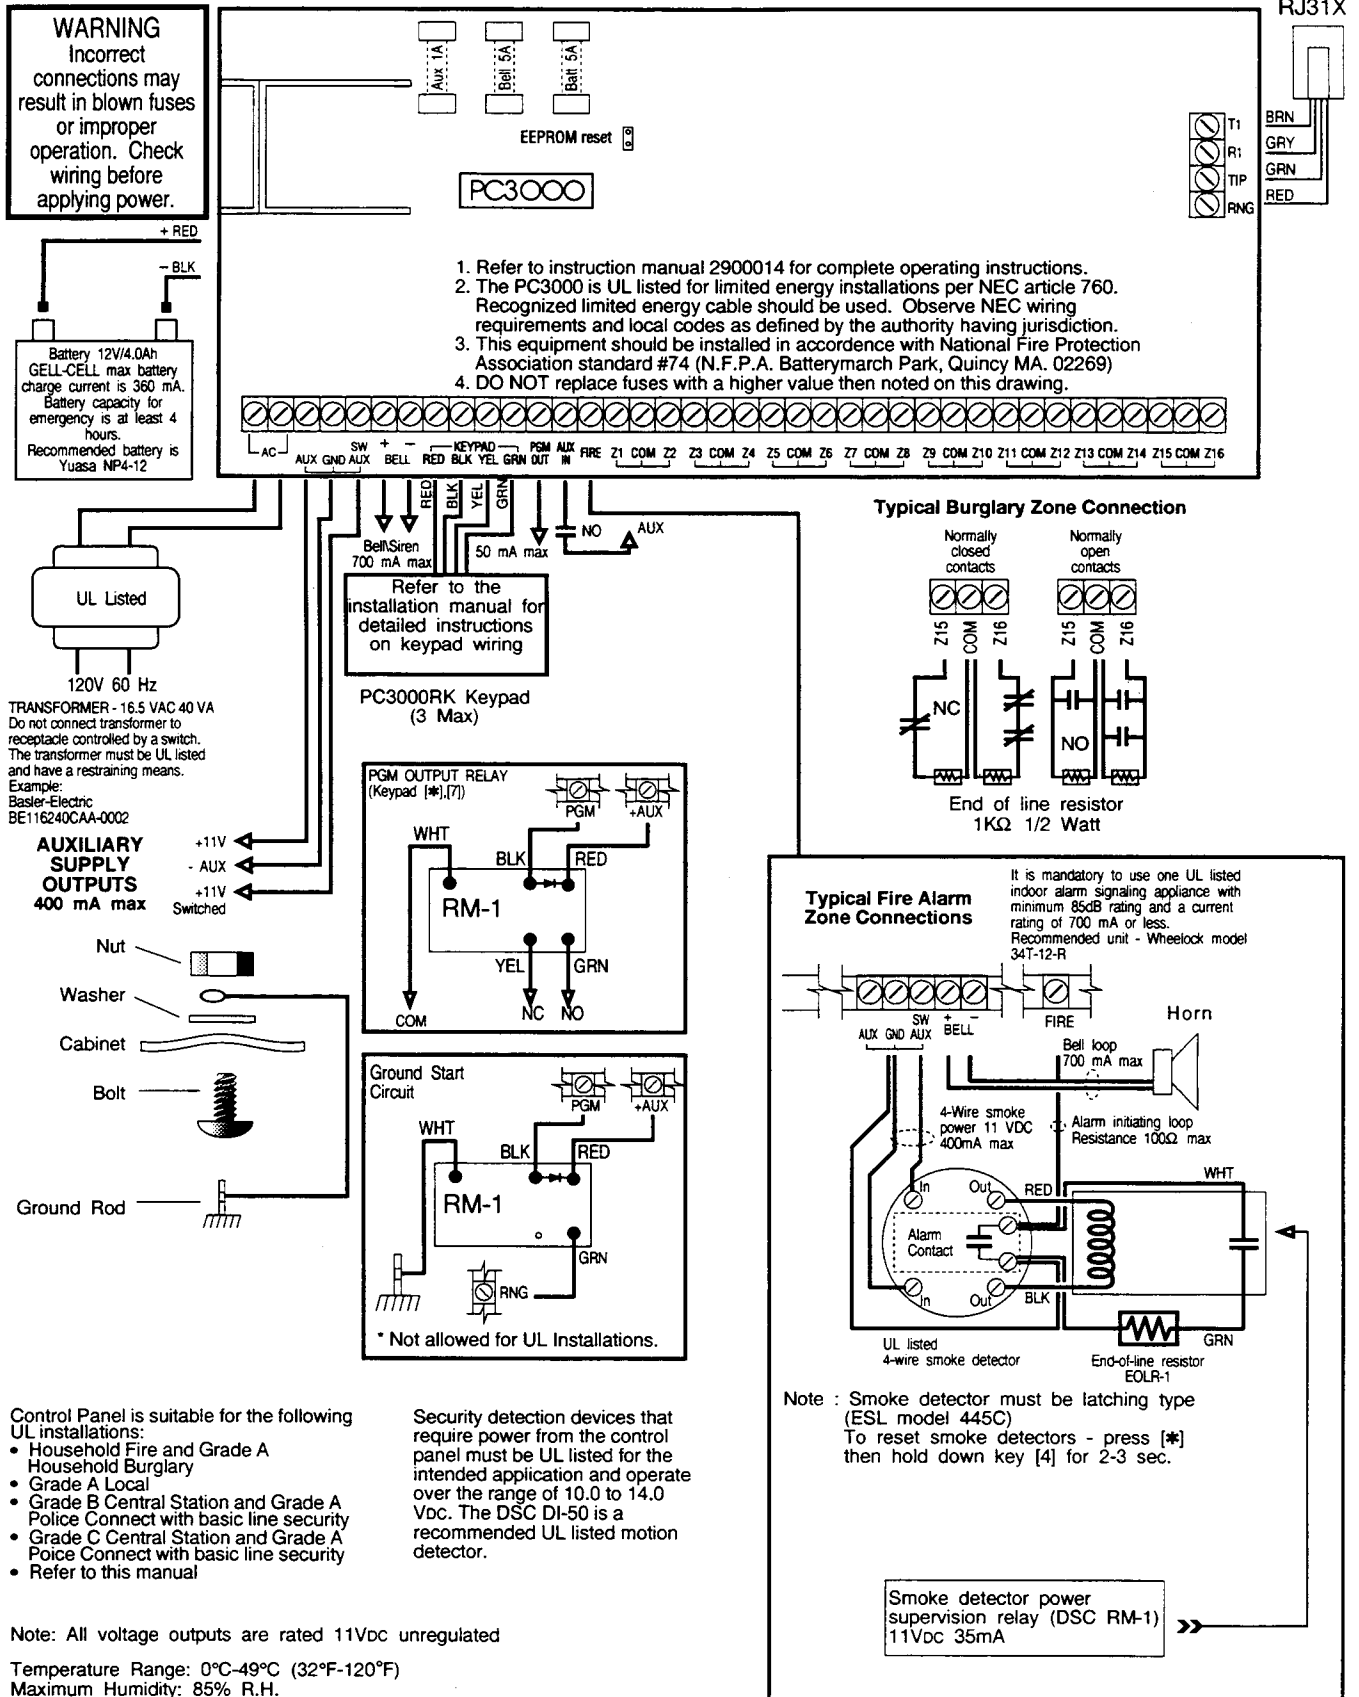 WARNING
Incorrect
connections may
result in blown fuses
or improper
operation. Check
wiring before
applying power.
Aux 1A
Bell 5A
Batt 5A
EEPROM reset
PC3000
RJ31X
T1
R1
TIP
RNG
BRN
GRY
GRN
RED
1. Refer to instruction manual 2900014 for complete operating instructions.
2. The PC3000 is UL listed for limited energy installations per NEC article 760.
Recognized limited energy cable should be used. Observe NEC wiring
requirements and local codes as defined by the authority having jurisdiction.
3. This equipment should be installed in accordance with National Fire Protection
Association standard #74 (N.F.P.A. Batterymarch Park, Quincy MA. 02269)
4. DO NOT replace fuses with a higher value then noted on this drawing.
+ RED
- BLK
Battery 12V/4.0Ah
GELL-CELL max battery
charge current is 360 mA.
Battery capacity for
emergency is at least 4
hours.
Recommended battery is
Yuasa NP4-12
AC
AUX GND SW AUX
+ - BELL
KEYPAD
RED BLK YEL GRN
PGM OUT
AUX IN
FIRE
Z1 COM Z2 Z3 COM Z4 Z5 COM Z6 Z7 COM Z8 Z9 COM Z10 Z11 COM Z12 Z13 COM Z14 Z15 COM Z16
RED
BLK
YEL
GRN
Bell\Siren
700 mA max
50 mA max
NO
AUX
Refer to the
installation manual for
detailed instructions
on keypad wiring
PC3000RK Keypad
(3 Max)
UL Listed
120V 60 Hz
TRANSFORMER - 16.5 VAC 40 VA
Do not connect transformer to
receptacle controlled by a switch.
The transformer must be UL listed
and have a restraining means.
Example:
Basler-Electric
BE116240CAA-0002
AUXILIARY
SUPPLY
OUTPUTS
400 mA max
+11V
- AUX
+11V
Switched
Nut
Washer
Cabinet
Bolt
Ground Rod
Typical Burglary Zone Connection
Normally
closed
contacts
Normally
open
contacts
Z15
COM
Z16
Z15
COM
Z16
NC
NO
End of line resistor
1KΩ 1/2 Watt
PGM OUTPUT RELAY
(Keypad [✱],[7])
PGM
+AUX
WHT
BLK
RED
RM-1
YEL
GRN
COM
NC
NO
Ground Start
Circuit
PGM
+AUX
WHT
BLK
RED
RM-1
GRN
RNG
* Not allowed for UL Installations.
Typical Fire Alarm
Zone Connections
It is mandatory to use one UL listed
indoor alarm signaling appliance with
minimum 85dB rating and a current
rating of 700 mA or less.
Recommended unit - Wheelock model
34T-12-R
AUX GND SW AUX
+ - BELL
FIRE
Horn
Bell loop
700 mA max
4-Wire smoke
power 11 VDC
400mA max
Alarm initiating loop
Resistance 100Ω max
In
Out
RED
WHT
Alarm
Contact
In
Out
BLK
GRN
UL listed
4-wire smoke detector
End-of-line resistor
EOLR-1
Note : Smoke detector must be latching type
(ESL model 445C)
To reset smoke detectors - press [✱]
then hold down key [4] for 2-3 sec.
Smoke detector power
supervision relay (DSC RM-1)
11VDC 35mA
Control Panel is suitable for the following
UL installations:
• Household Fire and Grade A
Household Burglary
• Grade A Local
• Grade B Central Station and Grade A
Police Connect with basic line security
• Grade C Central Station and Grade A
Poice Connect with basic line security
• Refer to this manual
Security detection devices that
require power from the control
panel must be UL listed for the
intended application and operate
over the range of 10.0 to 14.0
VDC. The DSC DI-50 is a
recommended UL listed motion
detector.
Note: All voltage outputs are rated 11VDC unregulated
Temperature Range: 0°C-49°C (32°F-120°F)
Maximum Humidity: 85% R.H.